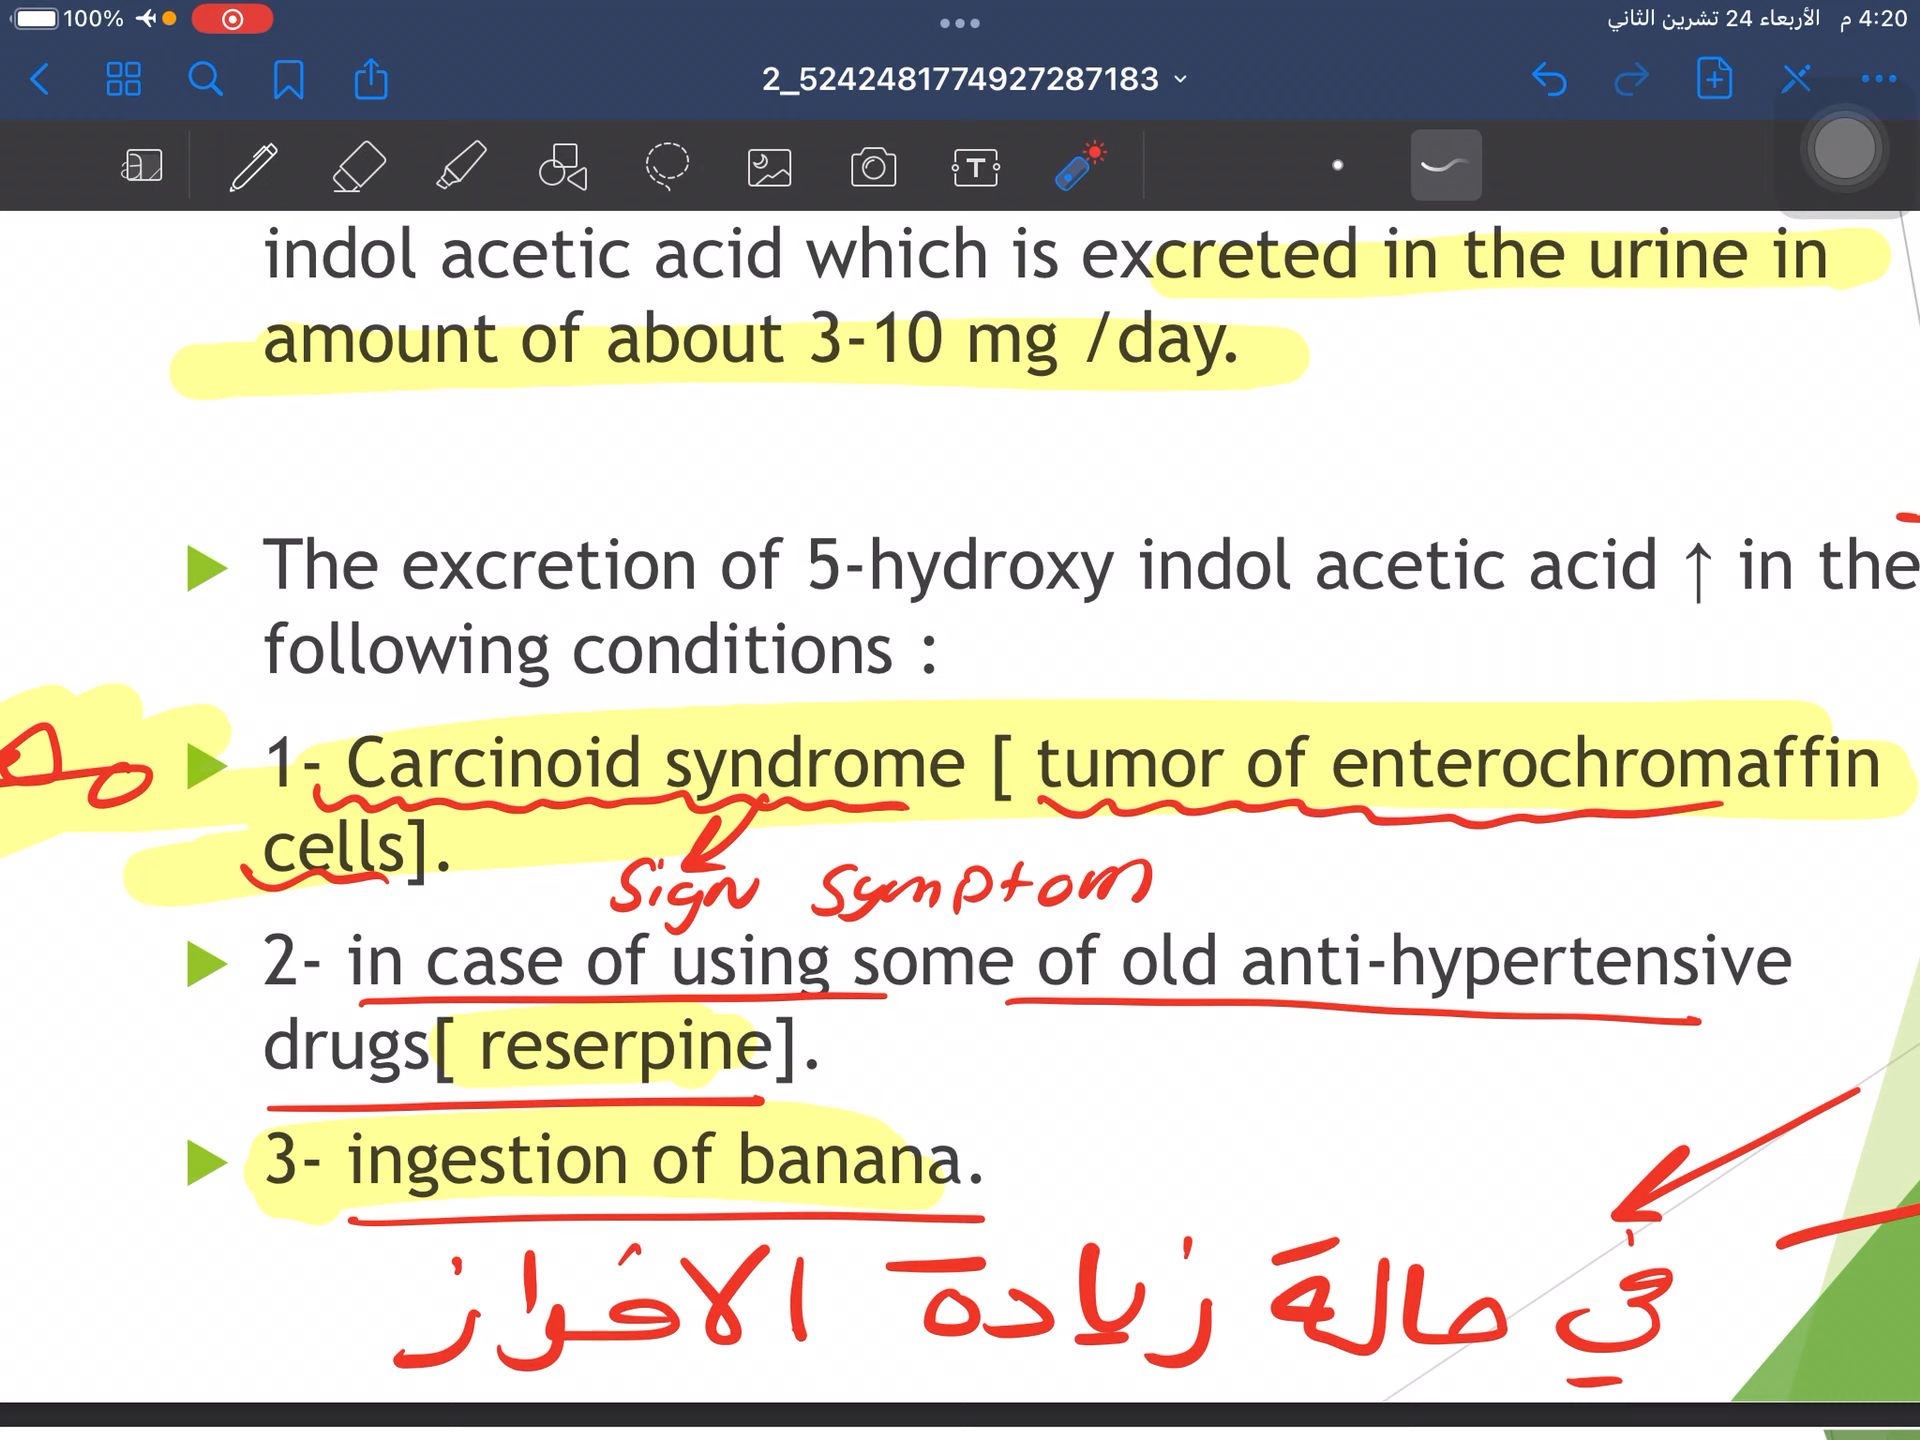 100%
4:20 م الأربعاء 24 تشرين الثاني
2_5242481774927287183
indol acetic acid which is excreted in the urine in
amount of about 3-10 mg /day.
The excretion of 5-hydroxy indol acetic acid ↑ in the
following conditions :
1- Carcinoid syndrome [ tumor of enterochromaffin
cells].
sign symptom
2- in case of using some of old anti-hypertensive
drugs[ reserpine].
3- ingestion of banana.
في حالة زيادة الافراز